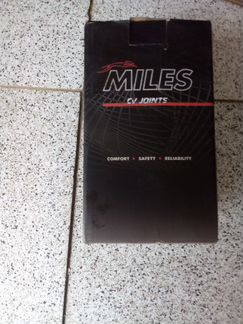 MILES
CV JOINTS
COMFORT • SAFETY • RELIABILITY